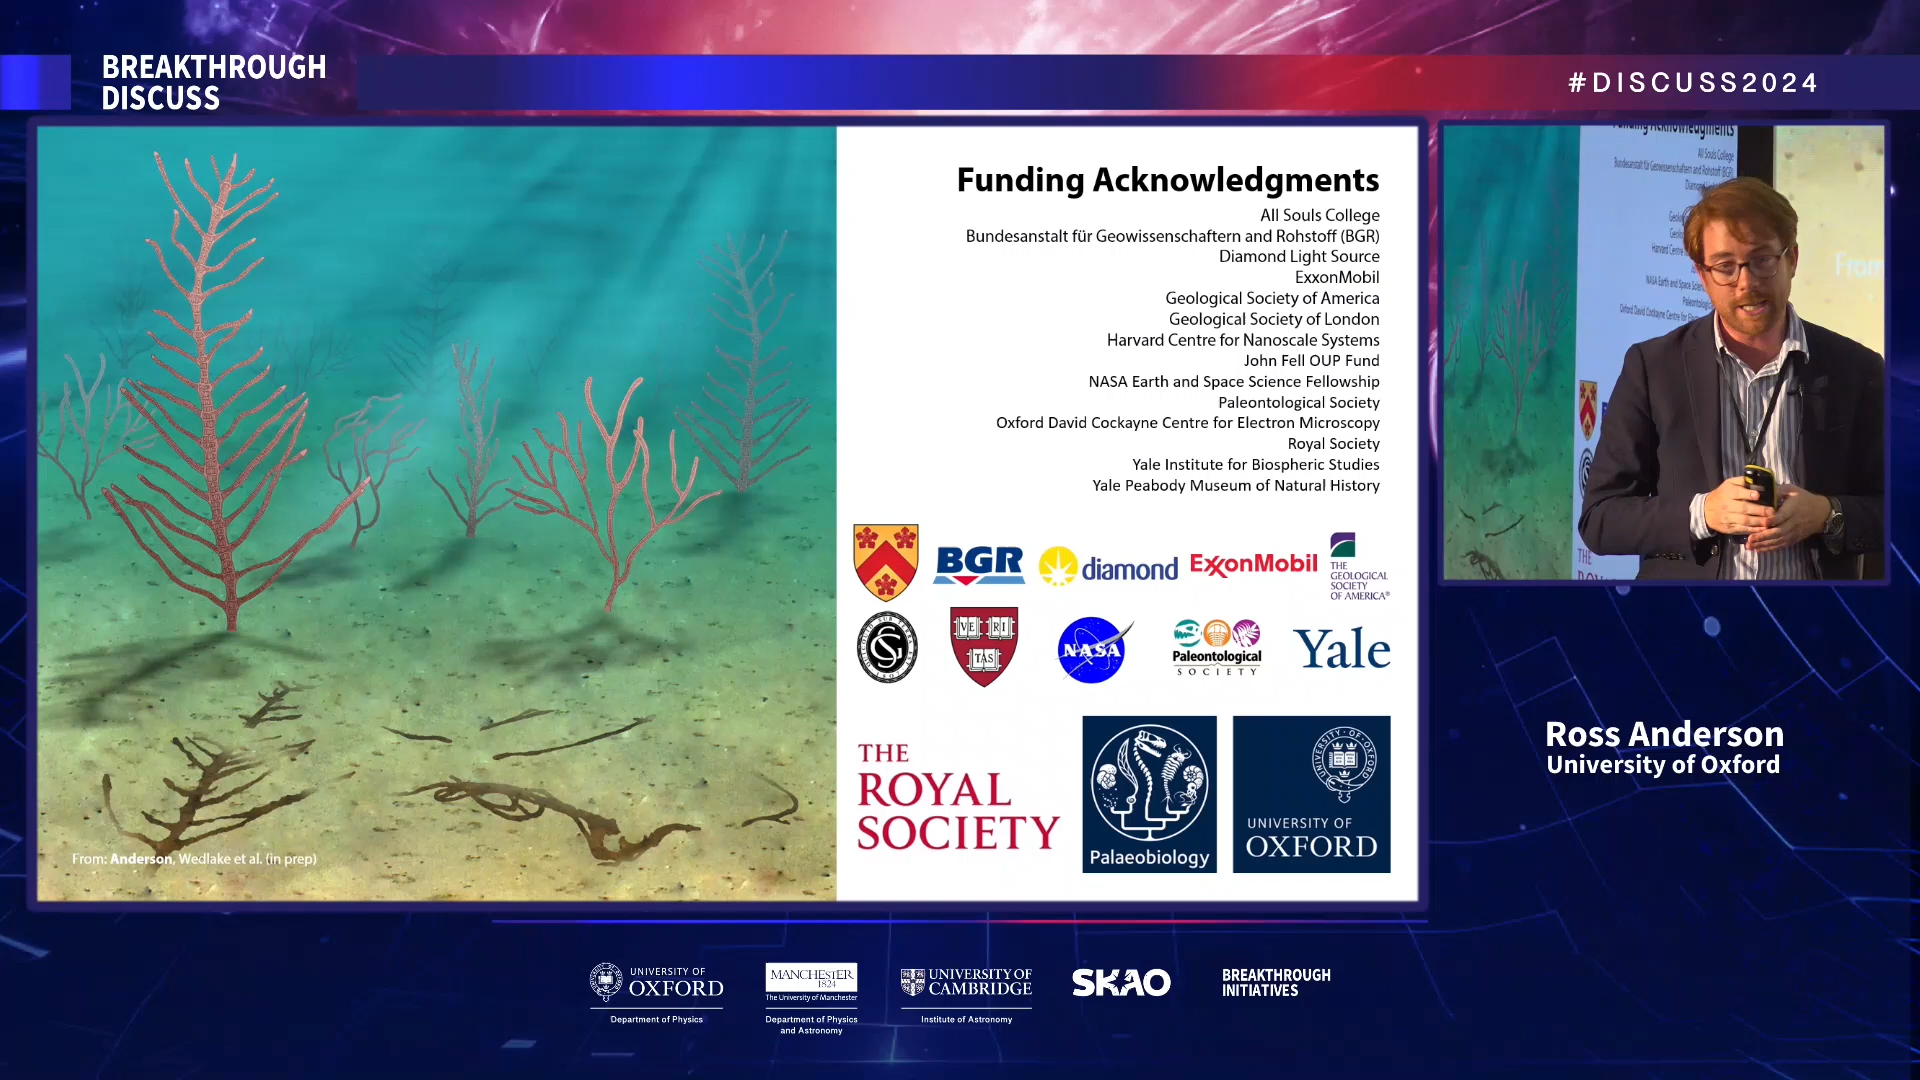 BREAKTHROUGH
DISCUSS
#DISCUSS2024
Funding Acknowledgments
All Souls College
Bundesanstalt für Geowissenschaftern and Rohstoff (BGR)
Diamond Light Source
ExxonMobil
Geological Society of America
Geological Society of London
Harvard Centre for Nanoscale Systems
John Fell OUP Fund
NASA Earth and Space Science Fellowship
Paleontological Society
Oxford David Cockayne Centre for Electron Microscopy
Royal Society
Yale Institute for Biospheric Studies
Yale Peabody Museum of Natural History
BGR
diamond
ExxonMobil
THE
GEOLOGICAL
SOCIETY
OF AMERICA®
VE RI
TAS
NASA
Paleontological
SOCIETY
Yale
THE
ROYAL
SOCIETY
Palaeobiology
UNIVERSITY OF
OXFORD
From: Anderson, Wedlake et al. (in prep)
Ross Anderson
University of Oxford
UNIVERSITY OF
OXFORD
Department of Physics
MANCHESTER
1824
The University of Manchester
Department of Physics
and Astronomy
UNIVERSITY OF
CAMBRIDGE
Institute of Astronomy
SKAO
BREAKTHROUGH
INITIATIVES